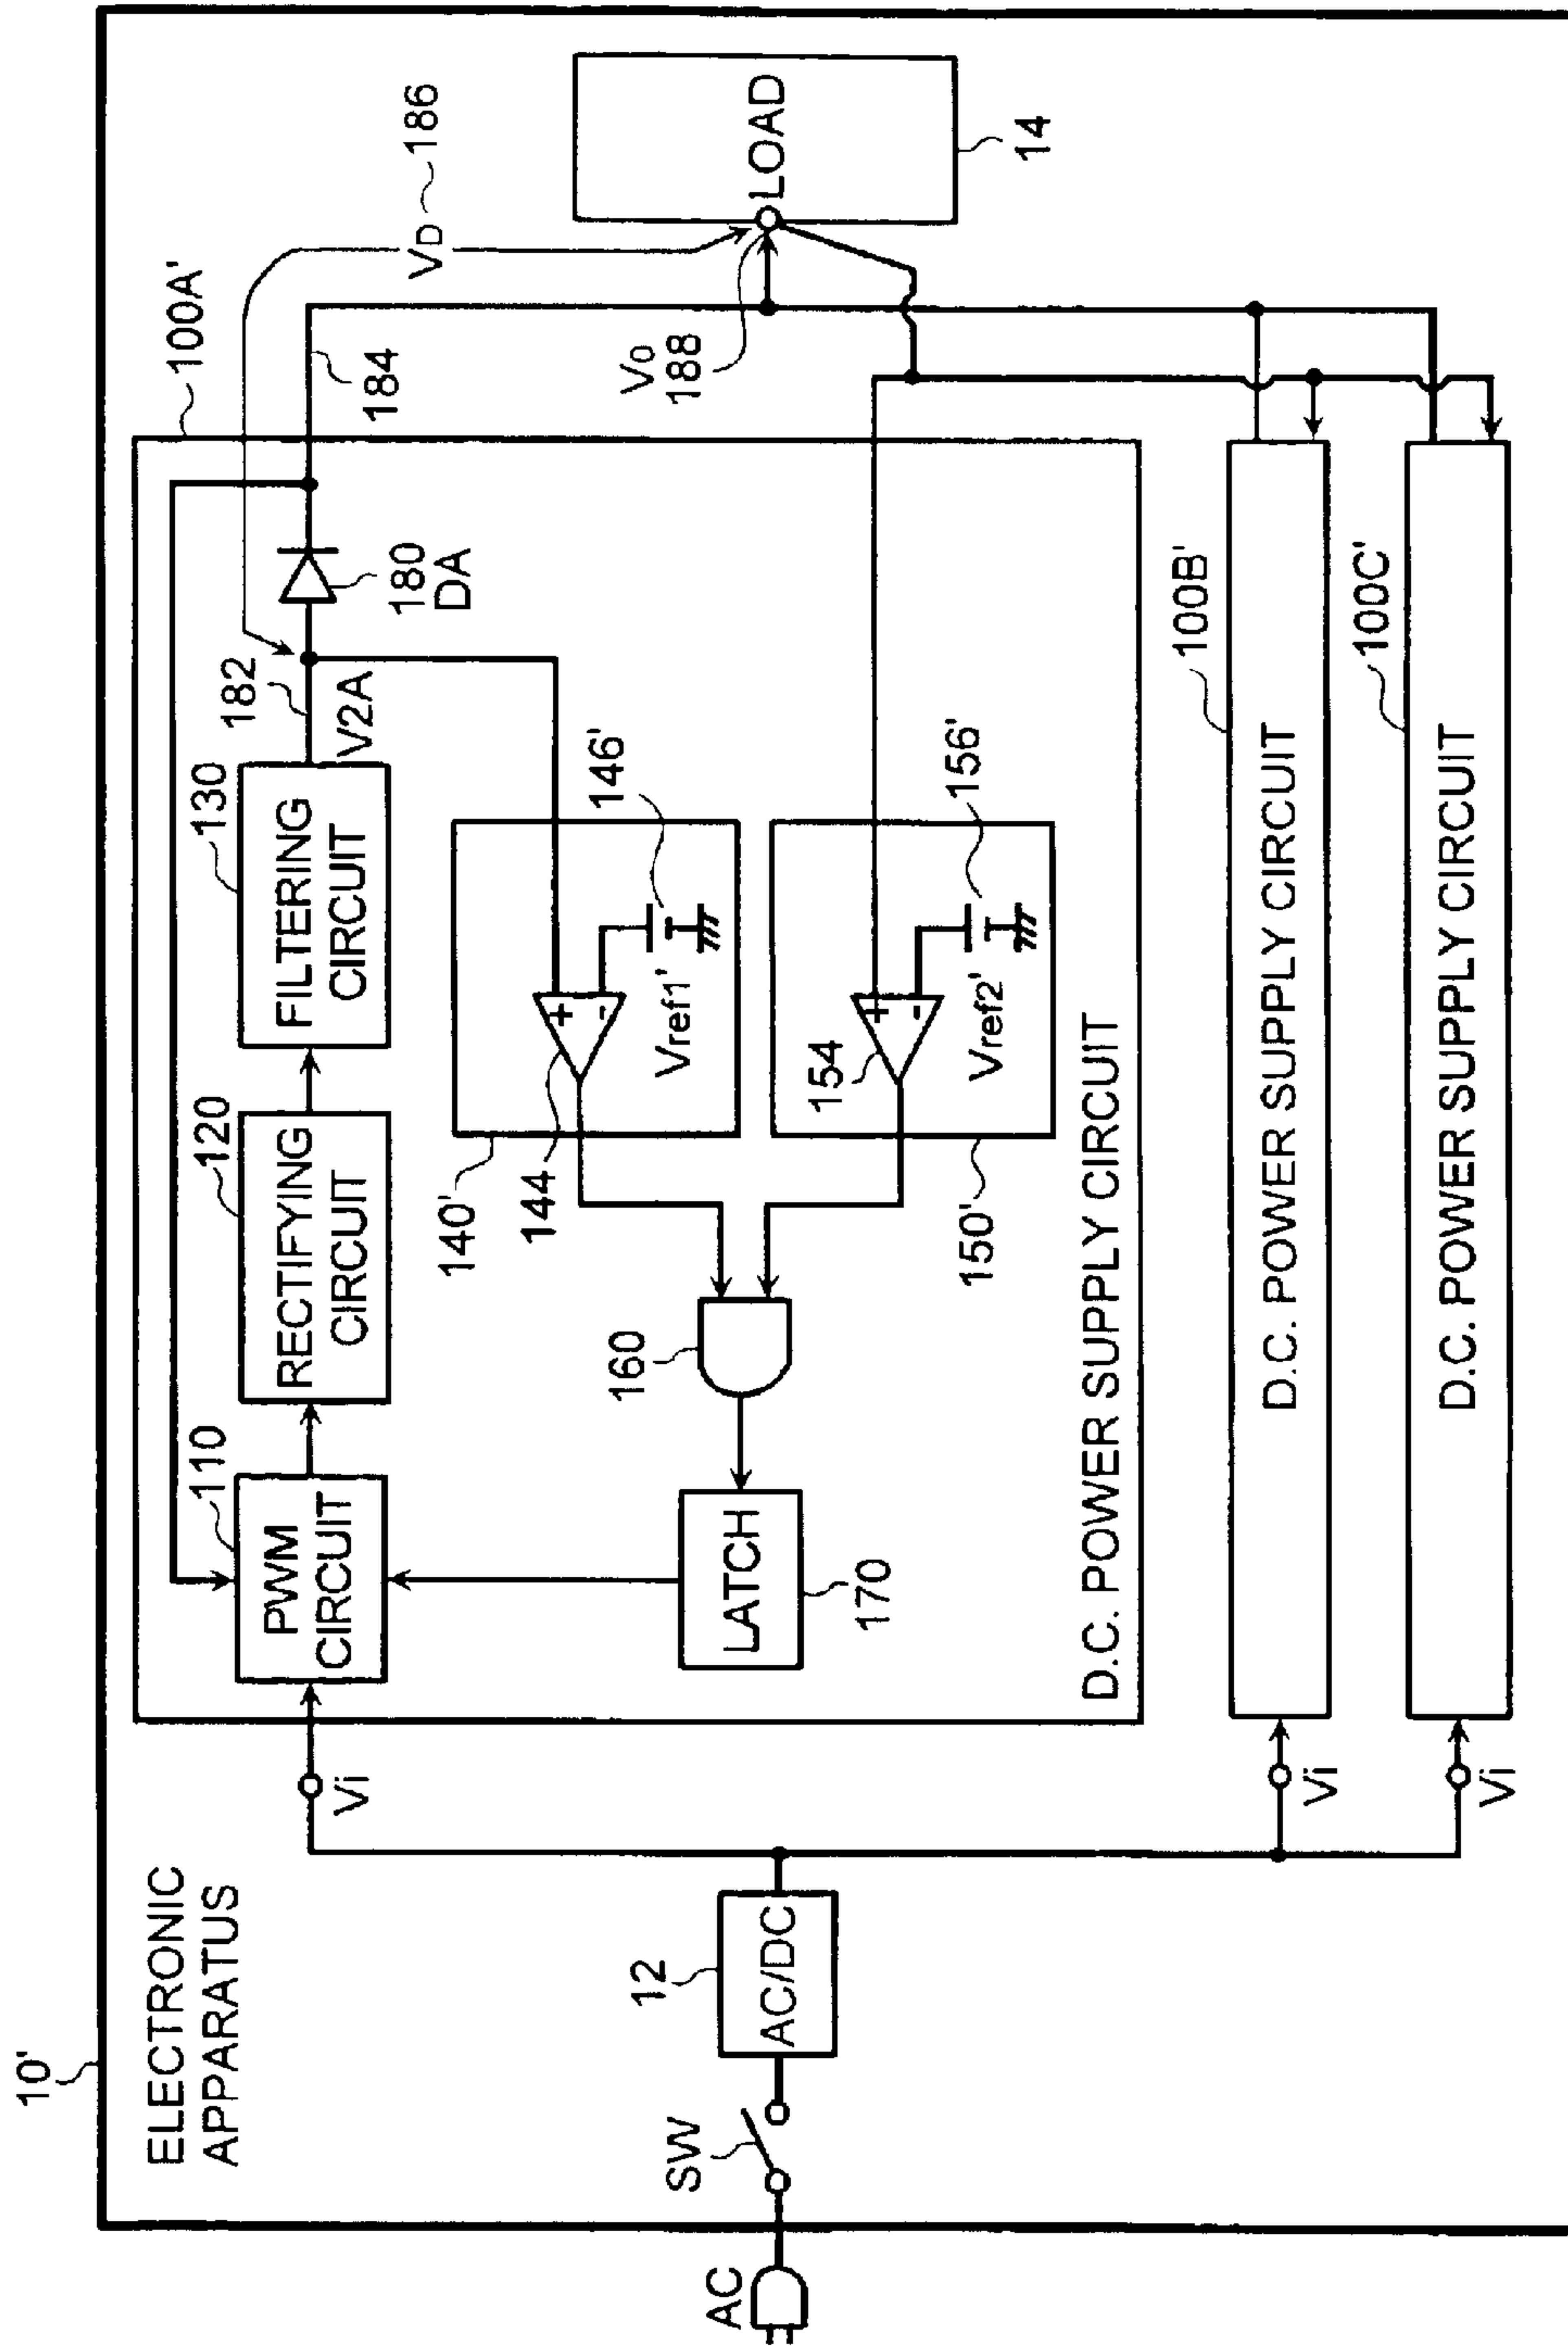 10'
ELECTRONIC
APPARATUS
AC
SW
12
AC/DC
Vi
Vi
Vi
100A'
110
PWM
CIRCUIT
120
RECTIFYING
CIRCUIT
130
FILTERING
CIRCUIT
182
V2A
180
DA
184
VD
186
Vo
188
LOAD
14
140'
144
+
-
Vref1'
146'
150'
154
+
-
Vref2'
156'
160
LATCH
170
D.C. POWER SUPPLY CIRCUIT
100B'
D.C. POWER SUPPLY CIRCUIT
100C'
D.C. POWER SUPPLY CIRCUIT